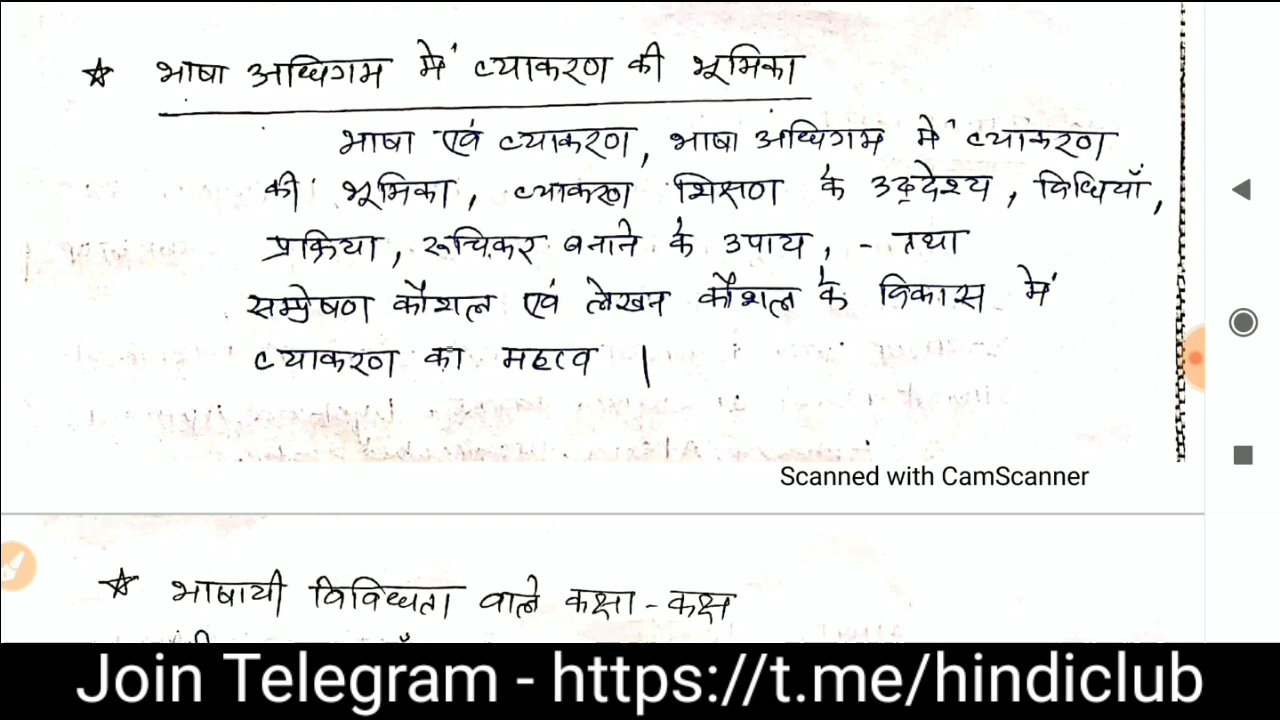 ☆ भाषा अधिगम में व्याकरण की भूमिका
भाषा एवं व्याकरण, भाषा अधिगम में व्याकरण
की भूमिका, व्याकरण शिक्षण के उद्देश्य, विधियाँ,
प्रक्रिया, रूचिकर बनाने के उपाय, - तथा
सम्प्रेषण कौशल एवं लेखन कौशल के विकास में
व्याकरण का महत्व |
Scanned with CamScanner
☆ भाषायी विविधता वाले कक्षा - कक्ष
Join Telegram - https://t.me/hindiclub